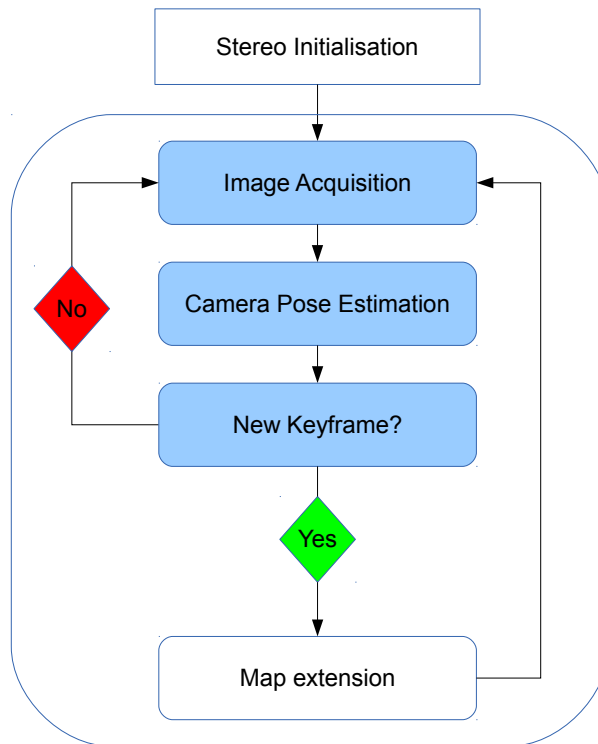 Stereo Initialisation
Image Acquisition
No
Camera Pose Estimation
New Keyframe?
Yes
Map extension